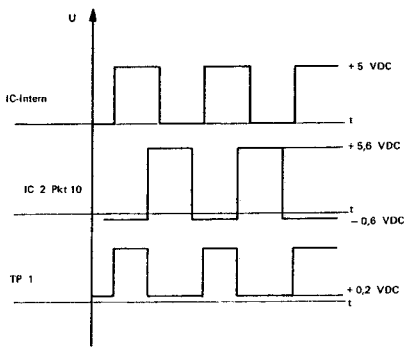 U
+ 5 VDC
IC-Intern
t
+ 5,6 VDC
IC 2 Pkt 10
t
– 0,6 VDC
TP 1
+ 0,2 VDC
t